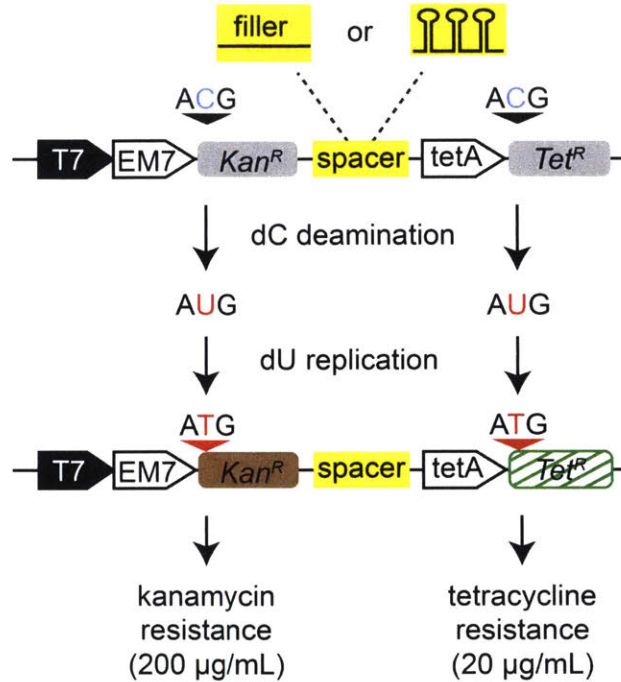 filler or
ACG ACG
T7 EM7 Kanᴿ spacer tetA Tetᴿ
dC deamination
AUG AUG
dU replication
ATG ATG
T7 EM7 Kanᴿ spacer tetA Tetᴿ
kanamycin
resistance
(200 µg/mL)
tetracycline
resistance
(20 µg/mL)